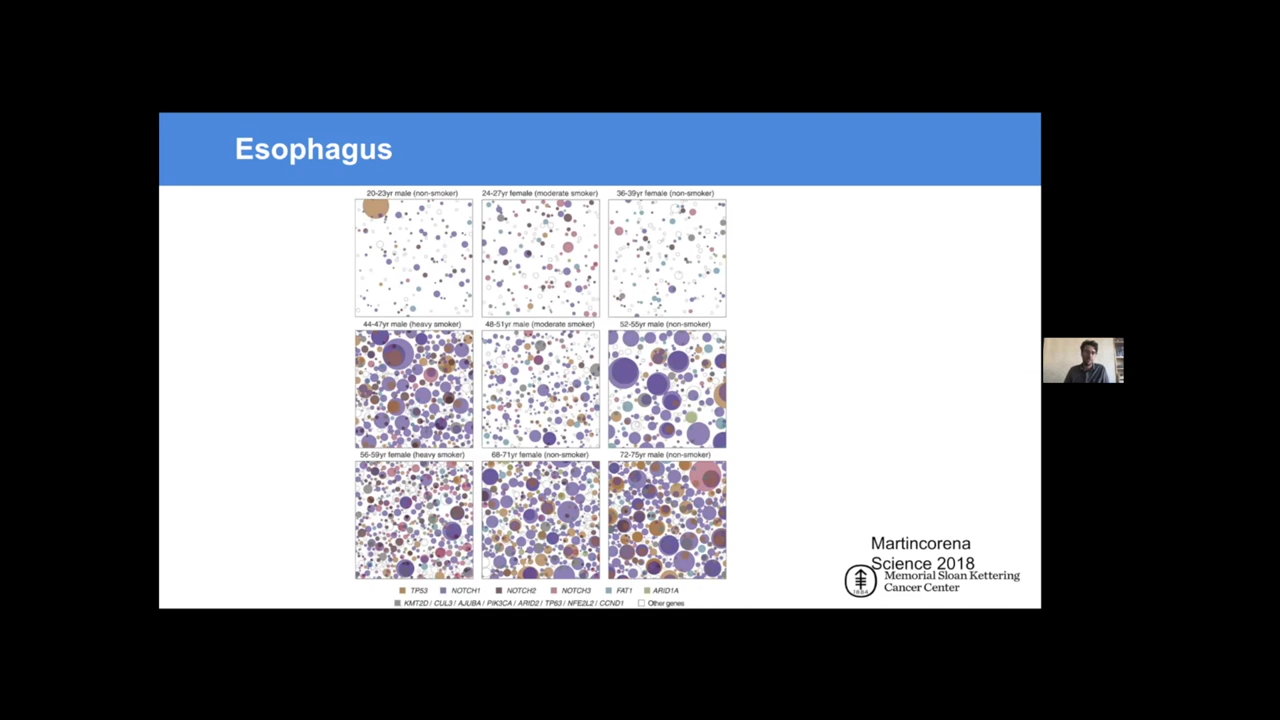 Esophagus
20-23yr male (non-smoker) 24-27yr female (moderate smoker) 36-39yr female (non-smoker)
44-47yr male (heavy smoker) 48-51yr male (moderate smoker) 52-55yr male (non-smoker)
56-59yr female (heavy smoker) 68-71yr female (non-smoker) 72-75yr male (non-smoker)
TP53 NOTCH1 NOTCH2 NOTCH3 FAT1 ARID1A
KMT2D / CUL3 / AJUBA / PIK3CA / ARID2 / TP63 / NFE2L2 / CCND1 Other genes
Martincorena
Science 2018
Memorial Sloan Kettering
Cancer Center
1884